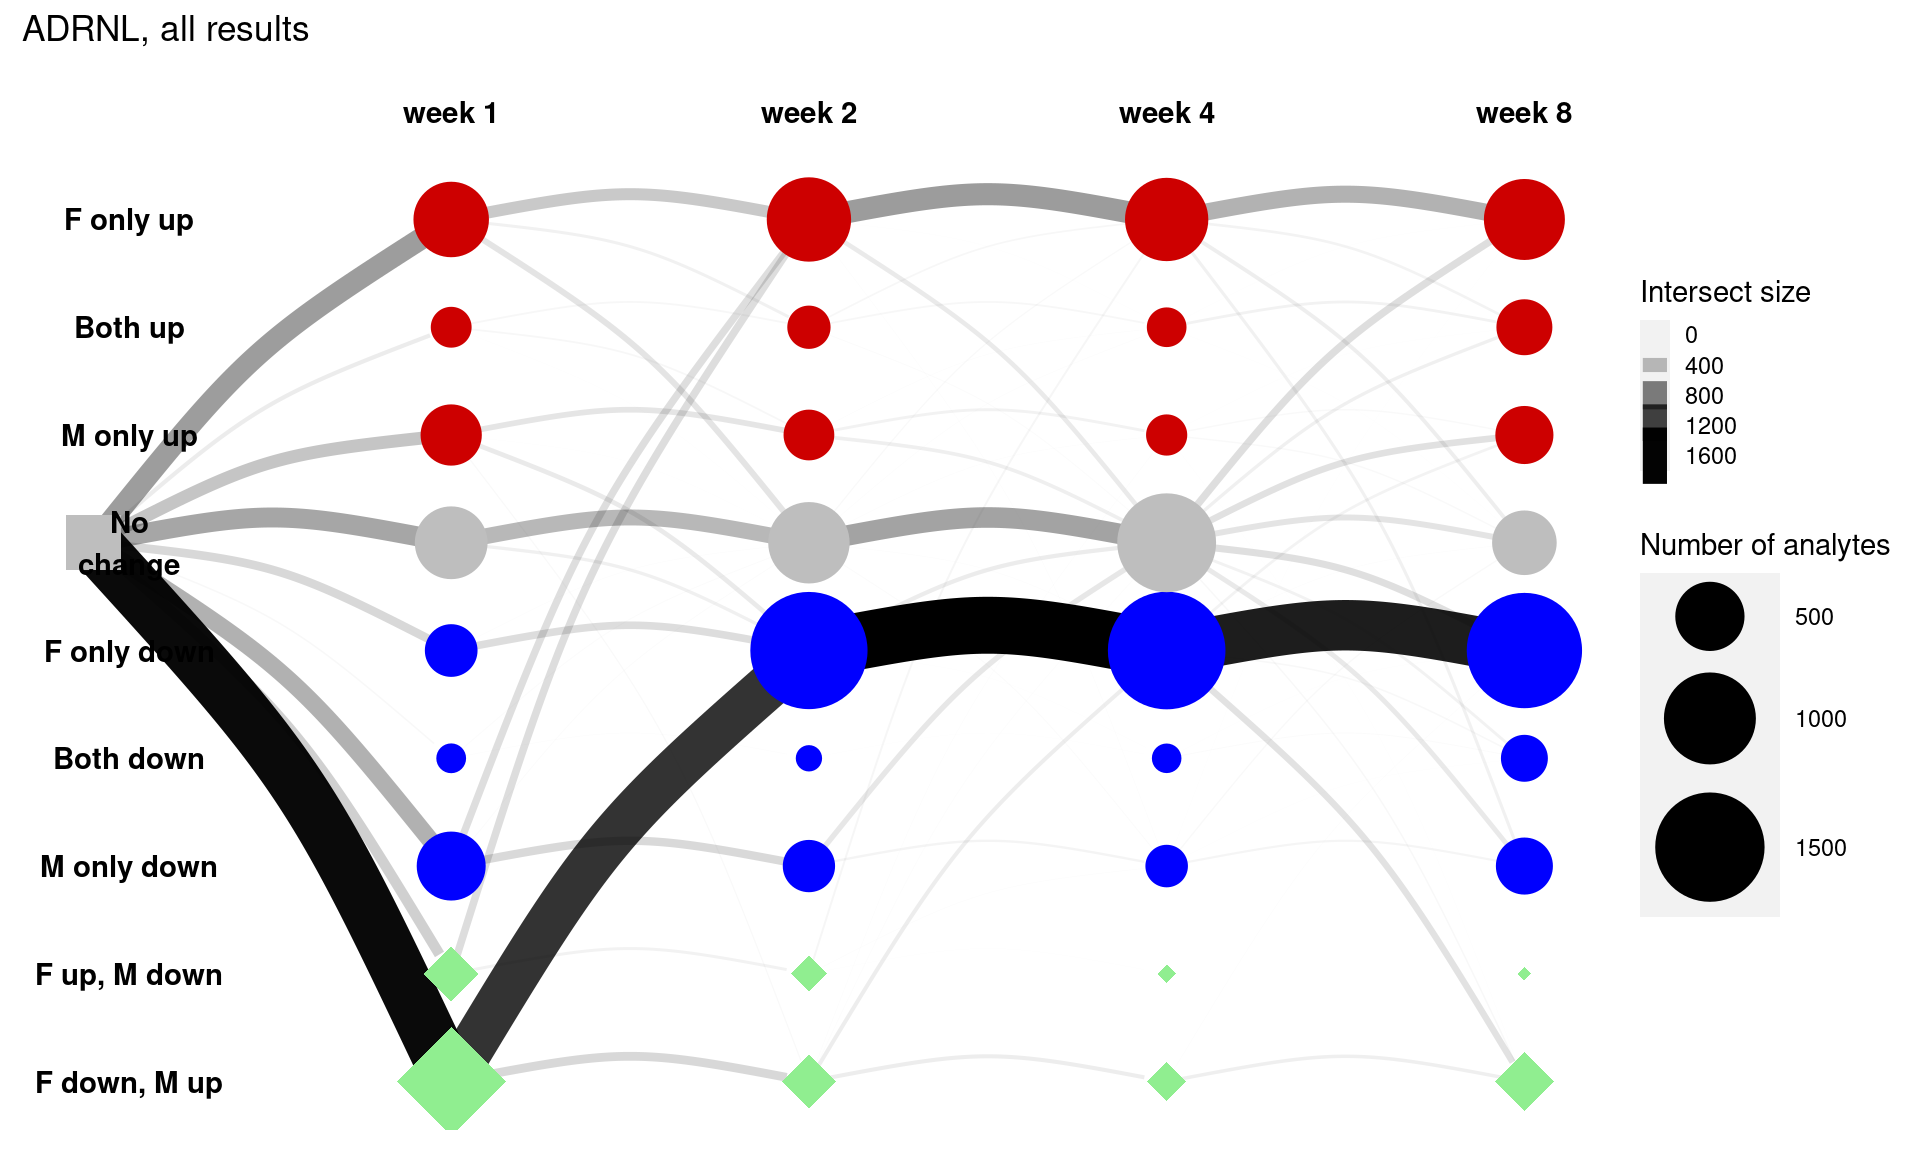 ADRNL, all results
week 1
week 2
week 4
week 8
F only up
Both up
M only up
No
change
F only down
Both down
M only down
F up, M down
F down, M up
Intersect size
0
400
800
1200
1600
Number of analytes
500
1000
1500